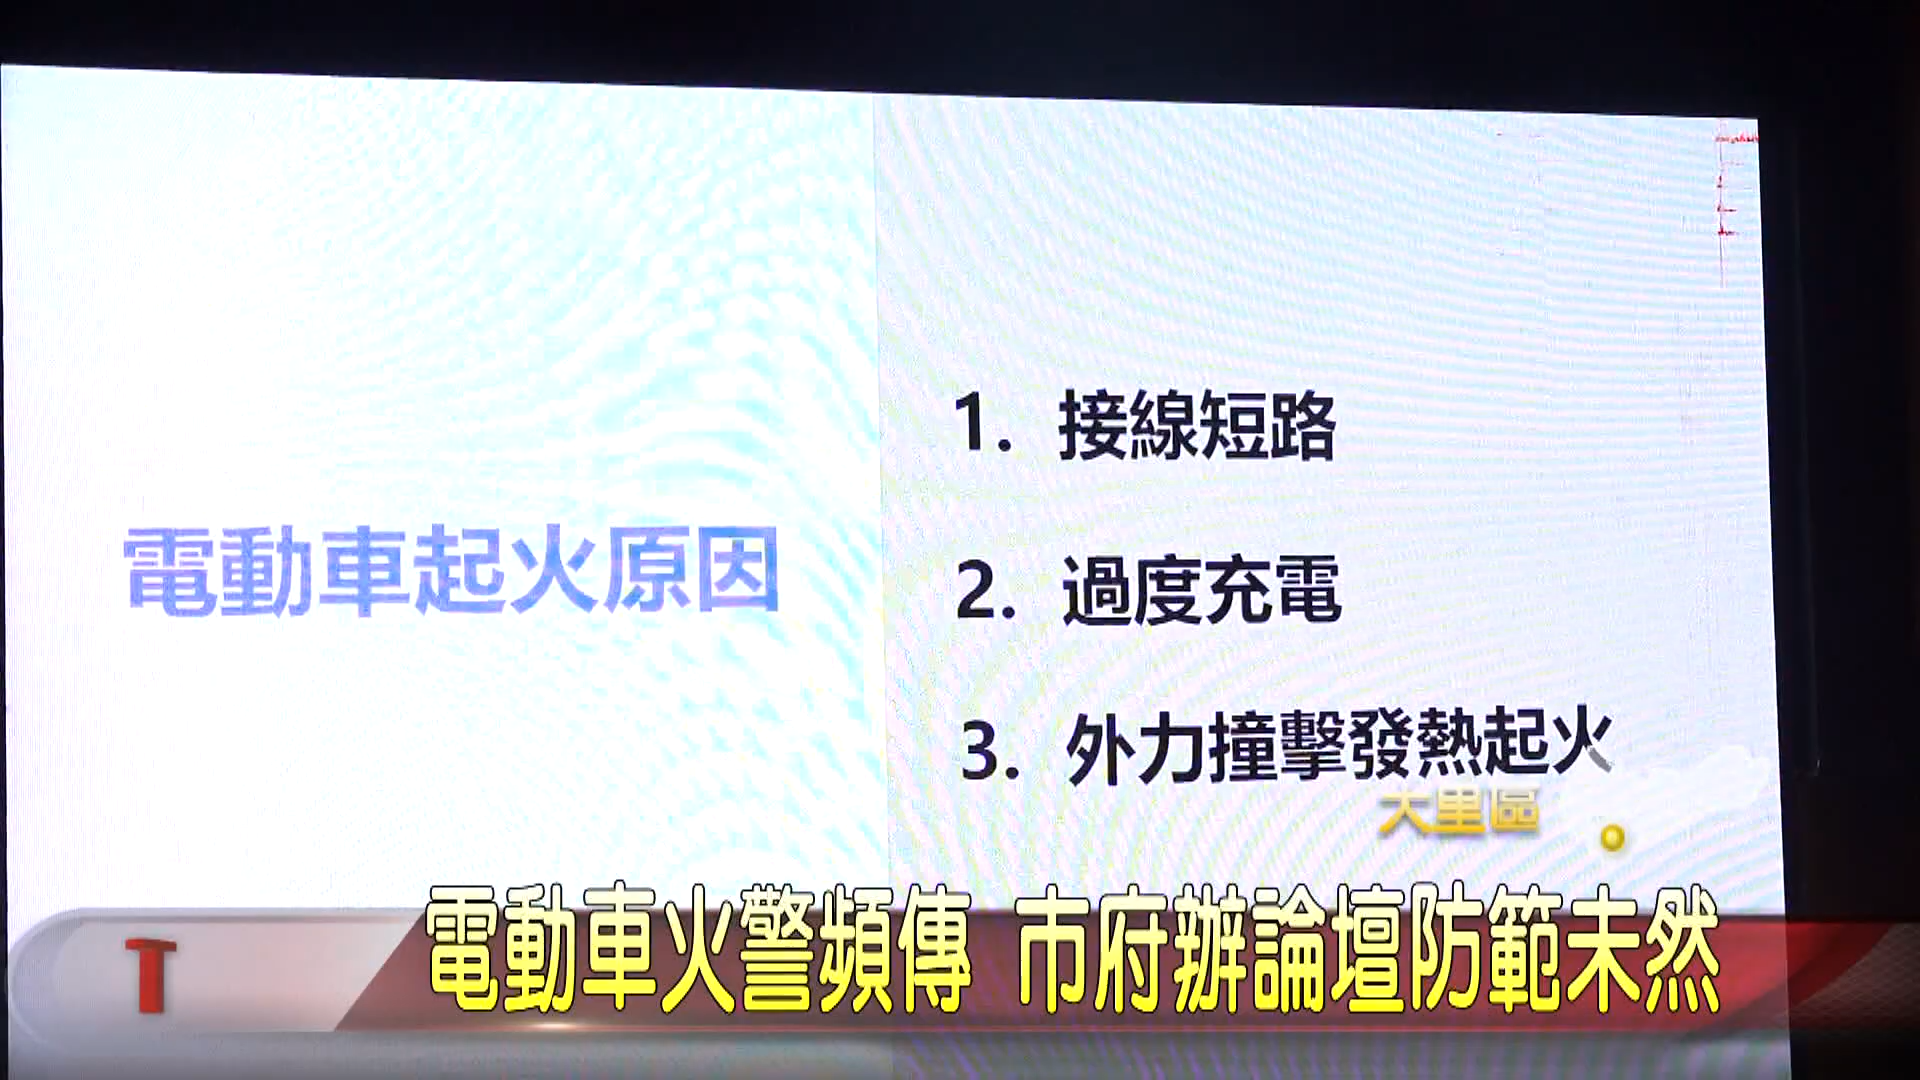 電動車起火原因
1. 接線短路
2. 過度充電
3. 外力撞擊發熱起火
大里區
T
電動車火警頻傳 市府辦論壇防範未然